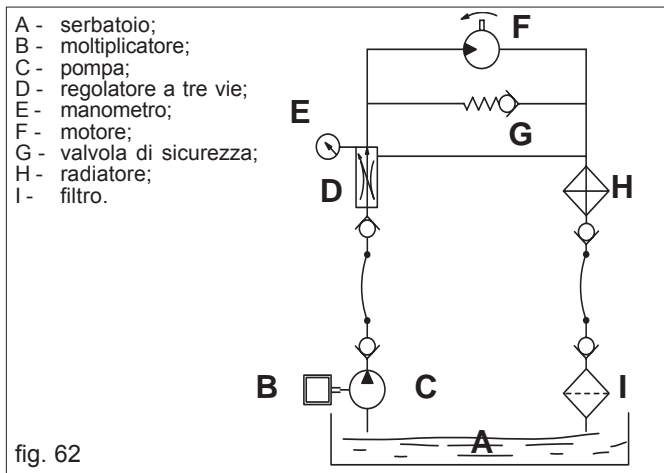 A - serbatoio;
B - moltiplicatore;
C - pompa;
D - regolatore a tre vie;
E - manometro;
F - motore;
G - valvola di sicurezza;
H - radiatore;
I - filtro.
F
E
G
D
H
B
C
I
A
fig. 62